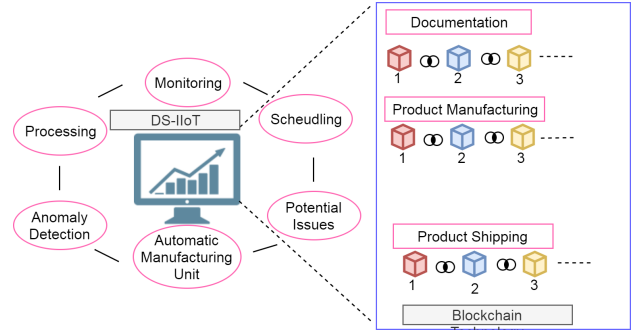 Monitoring
DS-IIoT
Processing
Scheudling
Anomaly
Detection
Automatic
Manufacturing
Unit
Potential
Issues
Documentation
1
2
3
Product Manufacturing
1
2
3
Product Shipping
1
2
3
Blockchain